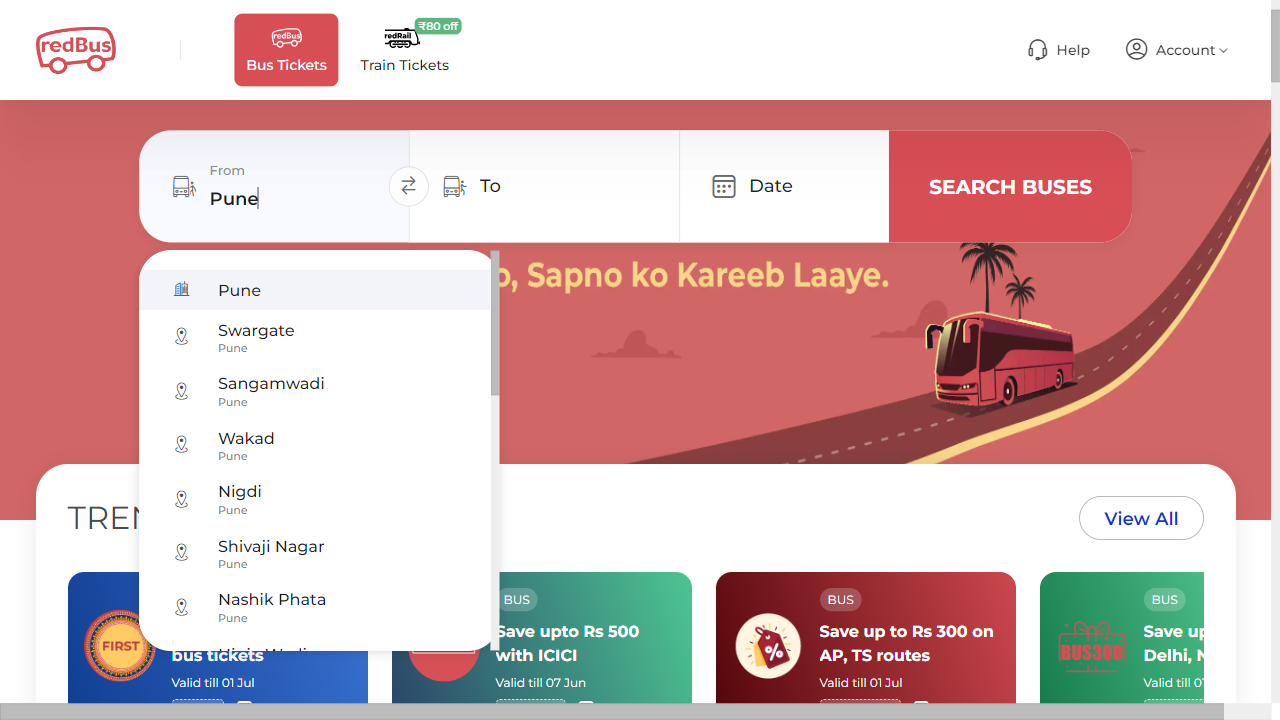 redBus
redBus
Bus Tickets
redRail
₹80 off
Train Tickets
Help
Account
From
Pune
To
Date
SEARCH BUSES
o, Sapno ko Kareeb Laaye.
Pune
Swargate
Pune
Sangamwadi
Pune
Wakad
Pune
Nigdi
Pune
Shivaji Nagar
Pune
Nashik Phata
Pune
TREN
View All
FIRST
bus tickets
Valid till 01 Jul
BUS
Save upto Rs 500
with ICICI
Valid till 07 Jun
BUS
Save up to Rs 300 on
AP, TS routes
Valid till 01 Jul
BUS300
BUS
Save up
Delhi, N
Valid till 01